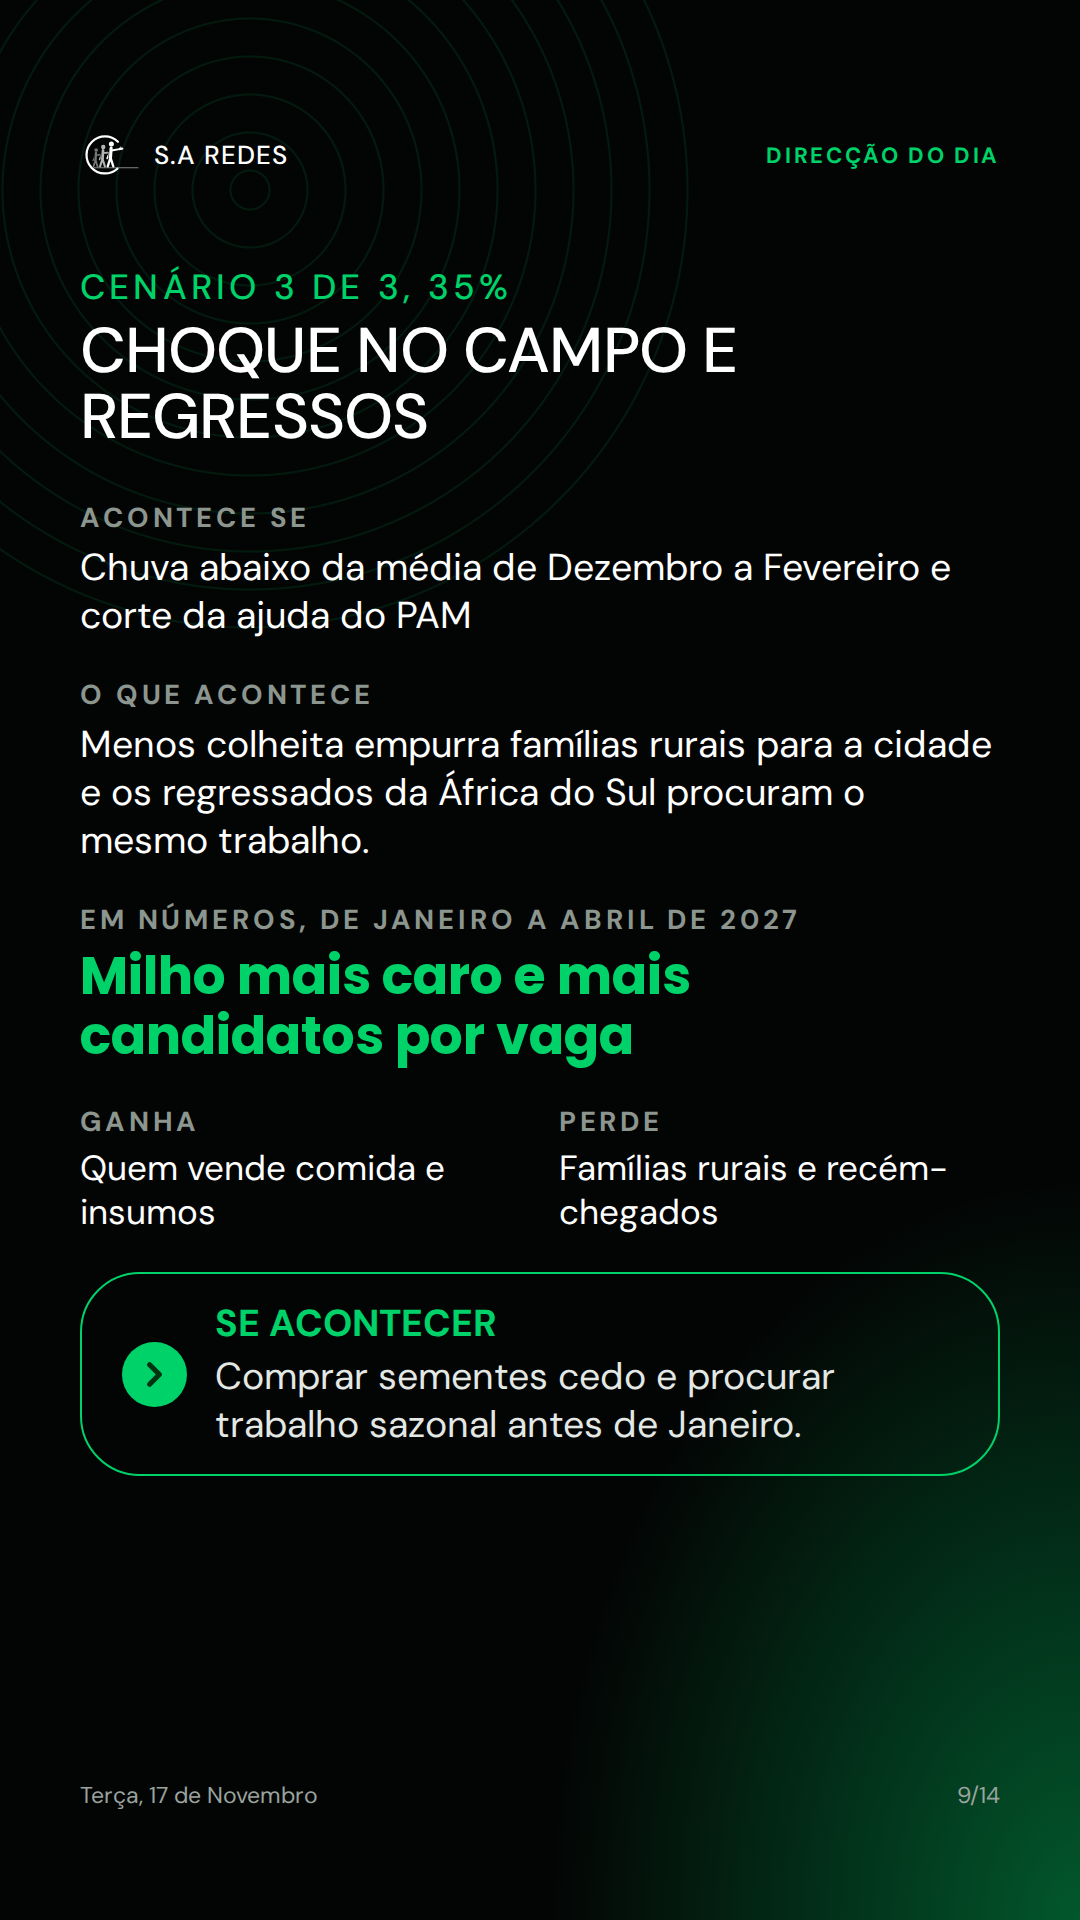 S.A REDES
DIRECÇÃO DO DIA
CENÁRIO 3 DE 3, 35%
CHOQUE NO CAMPO E
REGRESSOS
ACONTECE SE
Chuva abaixo da média de Dezembro a Fevereiro e
corte da ajuda do PAM
O QUE ACONTECE
Menos colheita empurra famílias rurais para a cidade
e os regressados da África do Sul procuram o
mesmo trabalho.
EM NÚMEROS, DE JANEIRO A ABRIL DE 2027
Milho mais caro e mais
candidatos por vaga
GANHA
Quem vende comida e
insumos
PERDE
Famílias rurais e recém-
chegados
SE ACONTECER
Comprar sementes cedo e procurar
trabalho sazonal antes de Janeiro.
Terça, 17 de Novembro
9/14